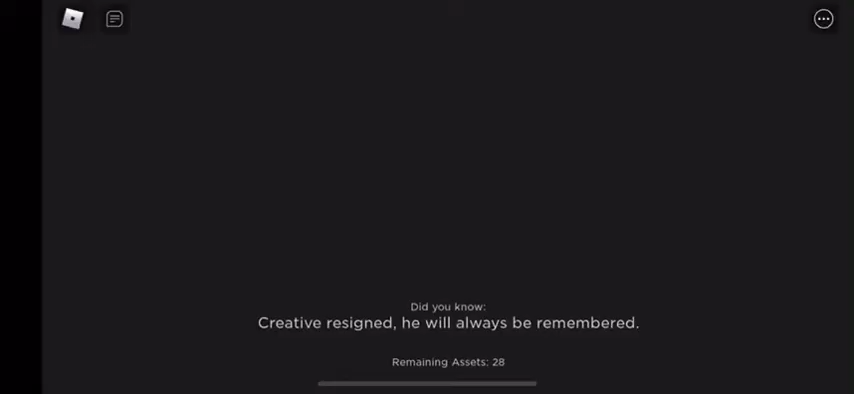 Did you know:
Creative resigned, he will always be remembered.
Remaining Assets: 28